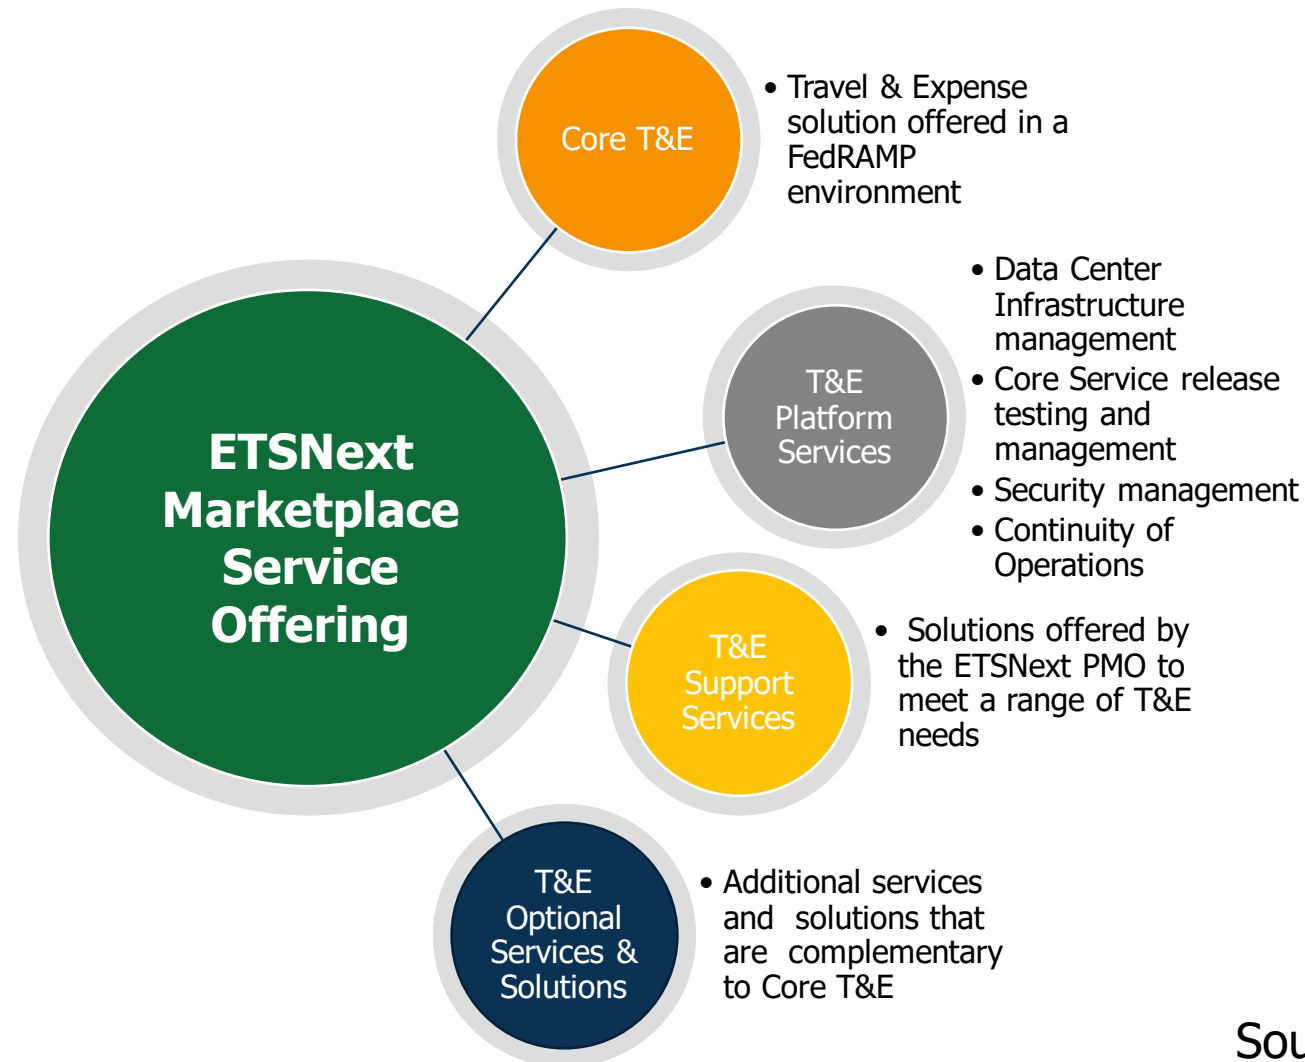 Core T&E
• Travel & Expense
solution offered in a
FedRAMP
environment
ETSNext
Marketplace
Service
Offering
T&E
Platform
Services
• Data Center
Infrastructure
management
• Core Service release
testing and
management
• Security management
• Continuity of
Operations
T&E
Support
Services
• Solutions offered by
the ETSNext PMO to
meet a range of T&E
needs
T&E
Optional
Services &
Solutions
• Additional services
and solutions that
are complementary
to Core T&E